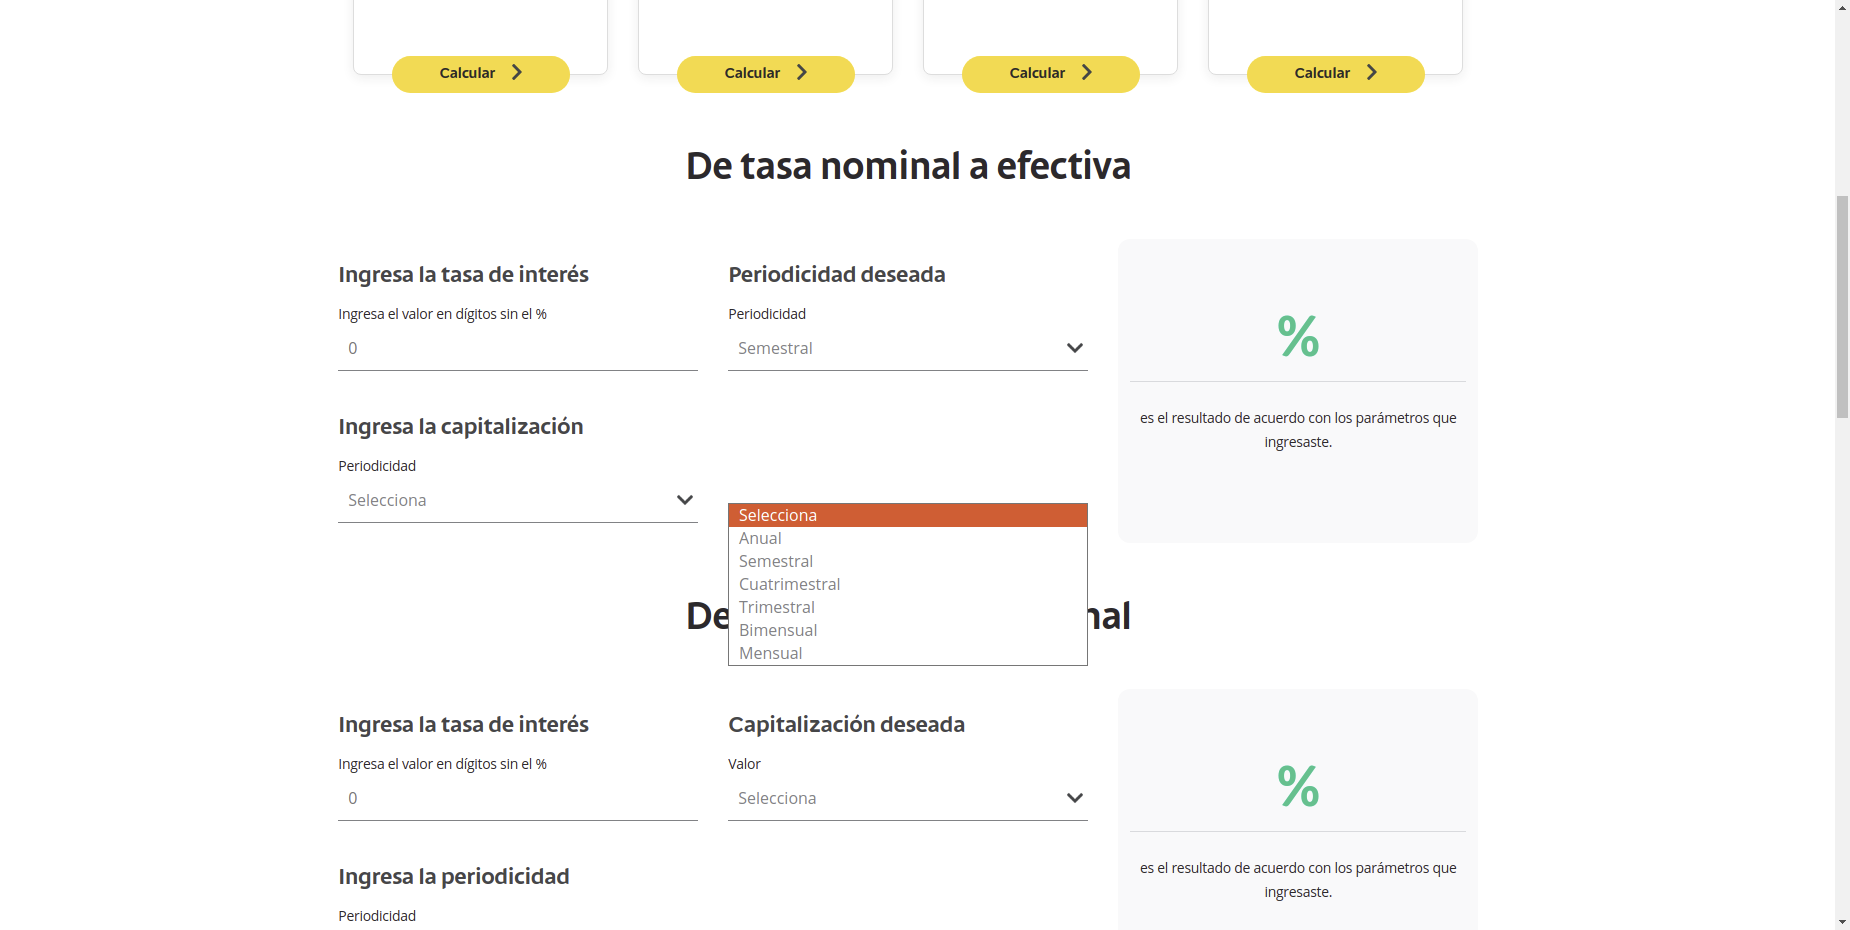 Calcular
Calcular
Calcular
Calcular
De tasa nominal a efectiva
Ingresa la tasa de interés
Ingresa el valor en dígitos sin el %
0
Periodicidad deseada
Periodicidad
Semestral
%
es el resultado de acuerdo con los parámetros que
ingresaste.
Ingresa la capitalización
Periodicidad
Selecciona
Selecciona
Anual
Semestral
Cuatrimestral
Trimestral
Bimensual
Mensual
De
nal
Ingresa la tasa de interés
Ingresa el valor en dígitos sin el %
0
Capitalización deseada
Valor
Selecciona
%
es el resultado de acuerdo con los parámetros que
ingresaste.
Ingresa la periodicidad
Periodicidad